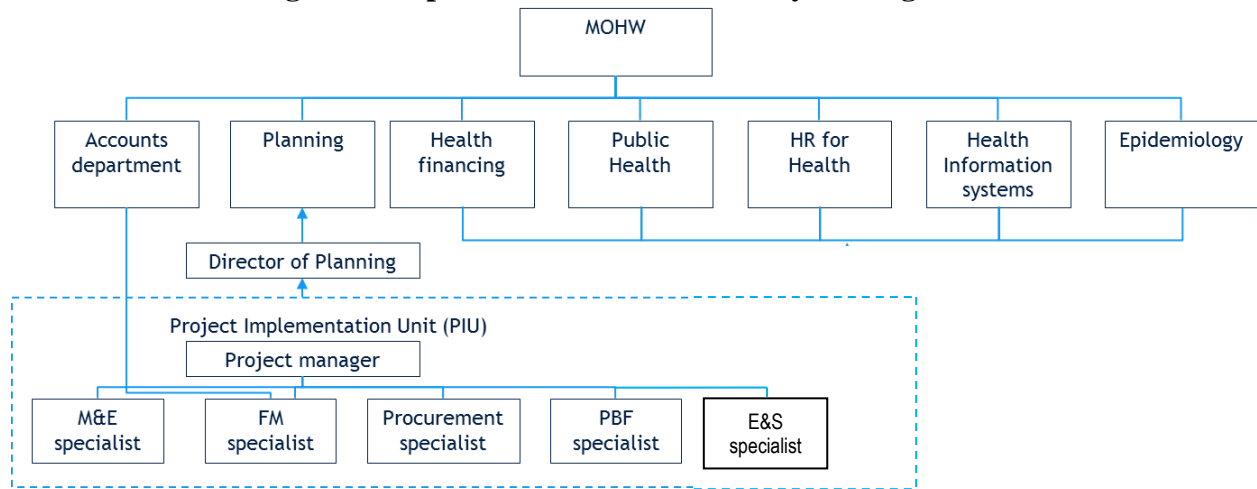 MOHW
Accounts
department
Planning
Health
financing
Public
Health
HR for
Health
Health
Information
systems
Epidemiology
Director of Planning
Project Implementation Unit (PIU)
Project manager
M&E
specialist
FM
specialist
Procurement
specialist
PBF
specialist
E&S
specialist